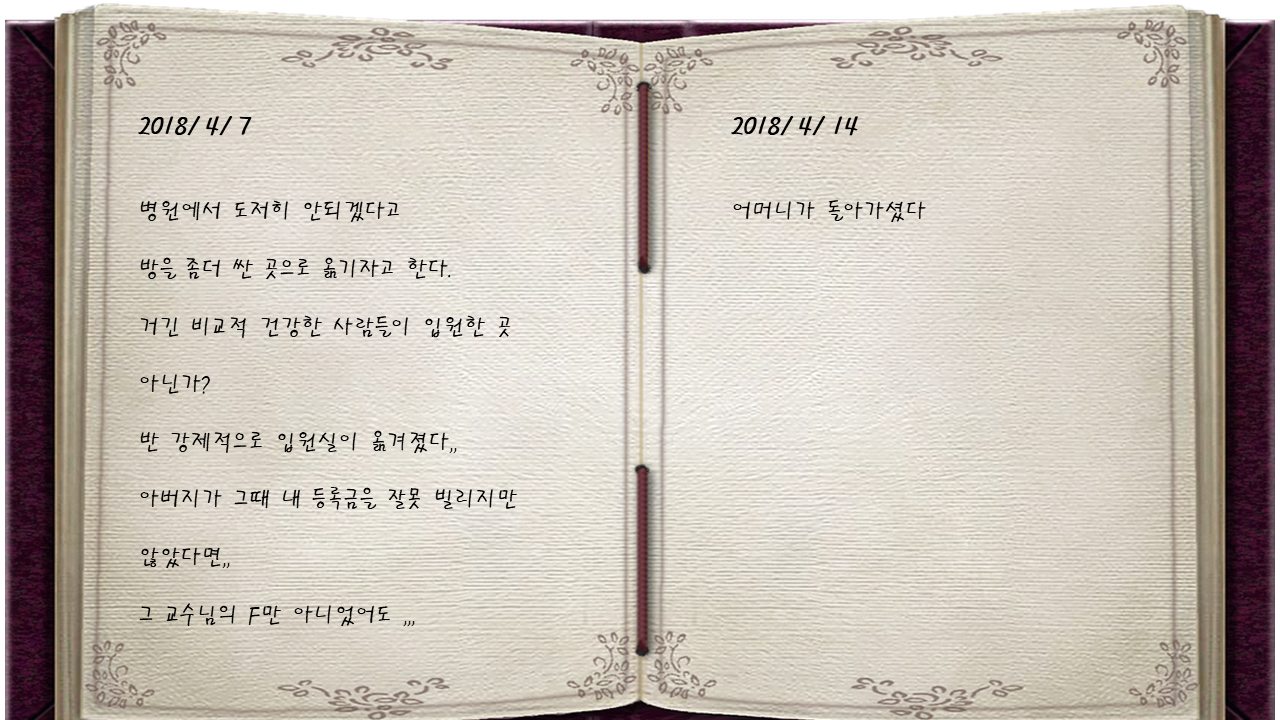 2018/ 4/ 7
병원에서 도저히 안되겠다고
방을 좀더 싼 곳으로 옮기자고 한다.
거긴 비교적 건강한 사람들이 입원한 곳
아닌가?
반 강제적으로 입원실이 옮겨졌다,,
아버지가 그때 내 등록금을 잘못 빌리지만
않았다면,,
그 교수님의 F만 아니었어도 ,,,
2018/ 4/ 14
어머니가 돌아가셨다